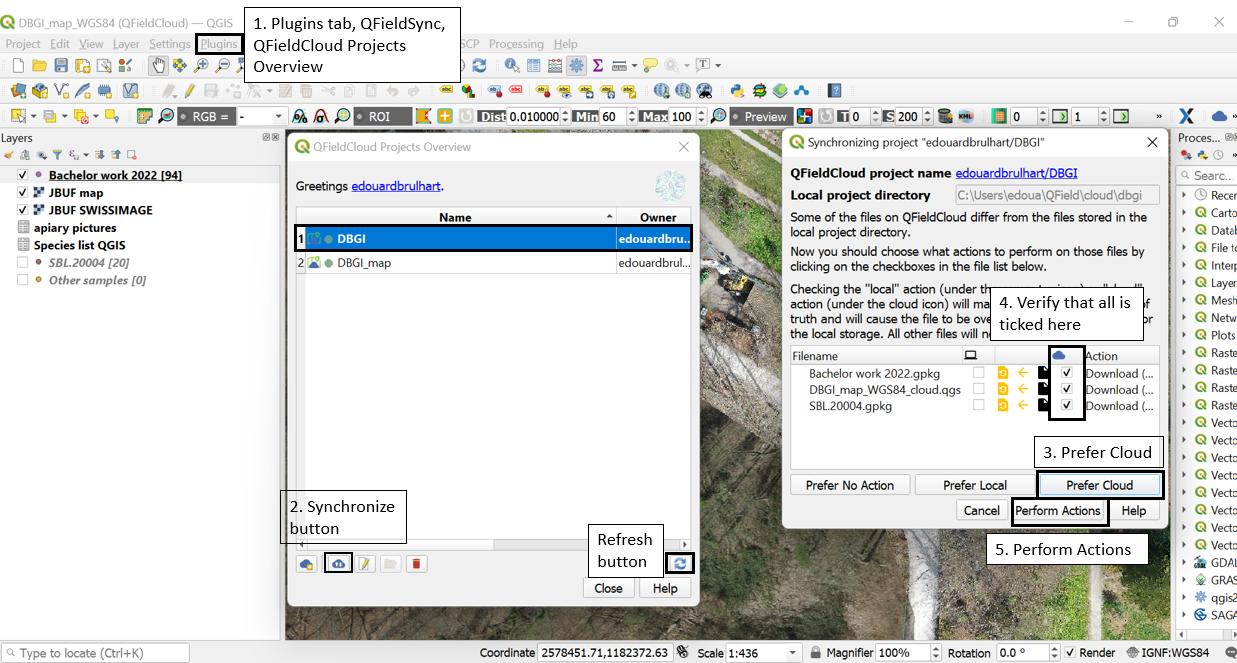 DBGI_map_WGS84 (QFieldCloud) — QGIS
1. Plugins tab, QFieldSync,
QFieldCloud Projects
Overview
Project Edit View Layer Settings Plugins SCP Processing Help
RGB = - ROI Dist 0.010000 Min 60 Max 100 Preview T 0 S 200 KML 0 1
Layers
Bachelor work 2022 [94]
JBUF map
JBUF SWISSIMAGE
apiary pictures
Species list QGIS
SBL.20004 [20]
Other samples [0]
QFieldCloud Projects Overview
Greetings edouardbrulhart.
Name Owner
1 DBGI edouardbru...
2 DBGI_map edouardbrul...
2. Synchronize
button
Refresh
button
Close Help
Synchronizing project "edouardbrulhart/DBGI"
QFieldCloud project name edouardbrulhart/DBGI
Local project directory C:\Users\edoua\QField\cloud\dbgi
Some of the files on QFieldCloud differ from the files stored in the
local project directory.
Now you should choose what actions to perform on those files by
clicking on the checkboxes in the file list below.
Checking the "local" action (under the
action (under the cloud icon) will ma of
truth and will cause the file to be ove or
the local storage. All other files will no
4. Verify that all is
ticked here
Filename Action
Bachelor work 2022.gpkg Download (...
DBGI_map_WGS84_cloud.qgs Download (...
SBL.20004.gpkg Download (...
3. Prefer Cloud
Prefer No Action Prefer Local Prefer Cloud
Cancel Perform Actions Help
5. Perform Actions
Proces...
Searc...
Recen
Carto
Datab
File to
Interp
Layer
Mesh
Netw
Plots
Raste
Raste
Raste
Raste
Vecto
Vecto
Vecto
Vecto
Vecto
Vecto
Vecto
Vecto
GDAL
GRAS
qgis2
SAGA
Type to locate (Ctrl+K) Coordinate 2578451.71,1182372.63 Scale 1:436 Magnifier 100% Rotation 0.0 ° Render IGNF:WGS84